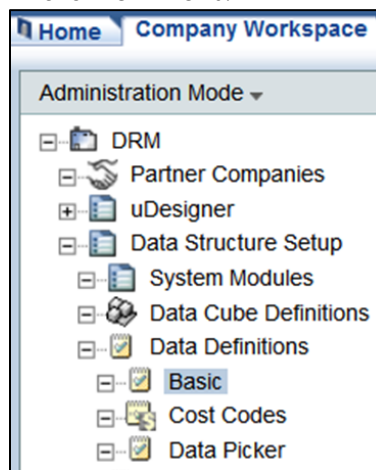 Home Company Workspace
Administration Mode
DRM
Partner Companies
uDesigner
Data Structure Setup
System Modules
Data Cube Definitions
Data Definitions
Basic
Cost Codes
Data Picker